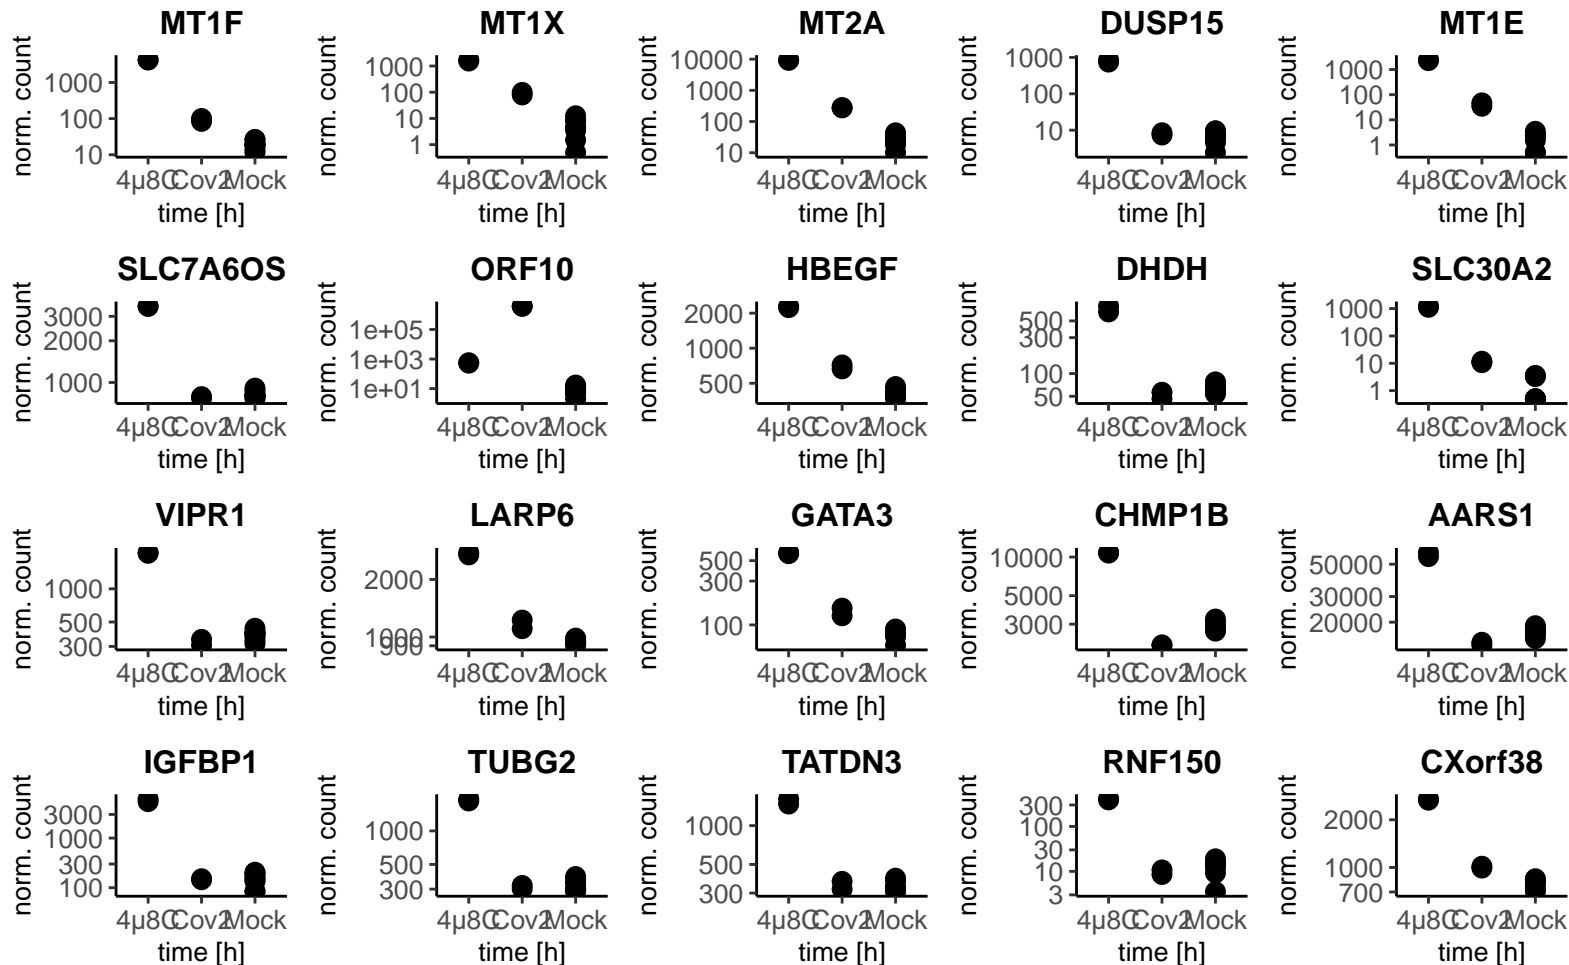 MT1F
norm. count
1000
100
10
4µ8C Cov2 Mock
time [h]
MT1X
norm. count
1000
100
10
1
4µ8C Cov2 Mock
time [h]
MT2A
norm. count
10000
1000
100
10
4µ8C Cov2 Mock
time [h]
DUSP15
norm. count
1000
100
10
4µ8C Cov2 Mock
time [h]
MT1E
norm. count
1000
100
10
1
4µ8C Cov2 Mock
time [h]
SLC7A6OS
norm. count
3000
2000
1000
4µ8C Cov2 Mock
time [h]
ORF10
norm. count
1e+05
1e+03
1e+01
4µ8C Cov2 Mock
time [h]
HBEGF
norm. count
2000
1000
500
4µ8C Cov2 Mock
time [h]
DHDH
norm. count
500
300
100
50
4µ8C Cov2 Mock
time [h]
SLC30A2
norm. count
1000
100
10
1
4µ8C Cov2 Mock
time [h]
VIPR1
norm. count
1000
500
300
4µ8C Cov2 Mock
time [h]
LARP6
norm. count
2000
1000
900
4µ8C Cov2 Mock
time [h]
GATA3
norm. count
500
300
100
4µ8C Cov2 Mock
time [h]
CHMP1B
norm. count
10000
5000
3000
4µ8C Cov2 Mock
time [h]
AARS1
norm. count
50000
30000
20000
4µ8C Cov2 Mock
time [h]
IGFBP1
norm. count
3000
1000
300
100
4µ8C Cov2 Mock
time [h]
TUBG2
norm. count
1000
500
300
4µ8C Cov2 Mock
time [h]
TATDN3
norm. count
1000
500
300
4µ8C Cov2 Mock
time [h]
RNF150
norm. count
300
100
30
10
3
4µ8C Cov2 Mock
time [h]
CXorf38
norm. count
2000
1000
700
4µ8C Cov2 Mock
time [h]